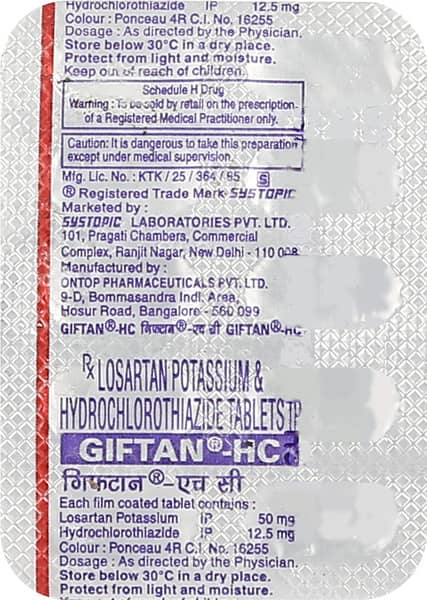 Hydrochlorothiazide IP 12.5 mg
Colour : Ponceau 4R C.I. No. 16255
Dosage : As directed by the Physician.
Store below 30°C in a dry place.
Protect from light and moisture.
Keep out of reach of children.
Schedule H Drug
Warning : To be sold by retail on the prescription
of a Registered Medical Practitioner only.
Caution: It is dangerous to take this preparation
except under medical supervision.
Mfg. Lic. No. : KTK / 25 / 364 / 95 S
® Registered Trade Mark SYSTOPIC
Marketed by :
SYSTOPIC LABORATORIES PVT. LTD.
101, Pragati Chambers, Commercial
Complex, Ranjit Nagar, New Delhi - 110 008
Manufactured by :
ONTOP PHARMACEUTICALS PVT. LTD.
9-D, Bommasandra Indl. Area,
Hosur Road, Bangalore - 560 099
GIFTAN®-HC गिफ्टान®-एच सी GIFTAN®-HC
Rx LOSARTAN POTASSIUM &
HYDROCHLOROTHIAZIDE TABLETS IP
GIFTAN®-HC
गिफ्टान®-एच सी
Each film coated tablet contains :
Losartan Potassium IP 50 mg
Hydrochlorothiazide IP 12.5 mg
Colour : Ponceau 4R C.I. No. 16255
Dosage : As directed by the Physician.
Store below 30°C in a dry place.
Protect from light and moisture.